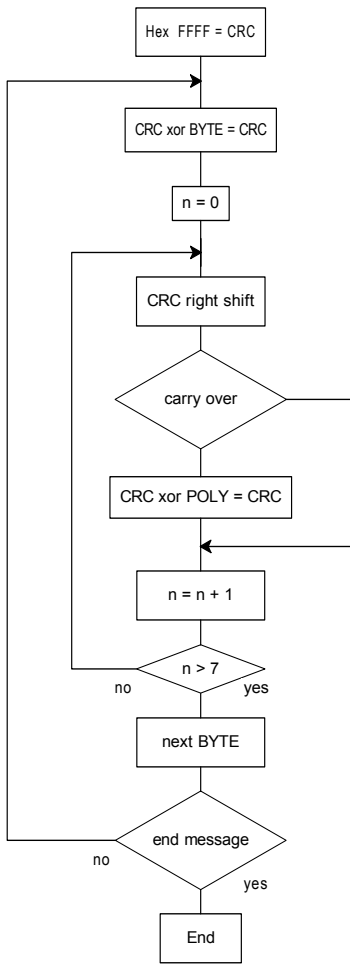 Hex FFFF = CRC
CRC xor BYTE = CRC
n = 0
CRC right shift
carry over
CRC xor POLY = CRC
n = n + 1
n > 7
no
yes
next BYTE
end message
no
yes
End